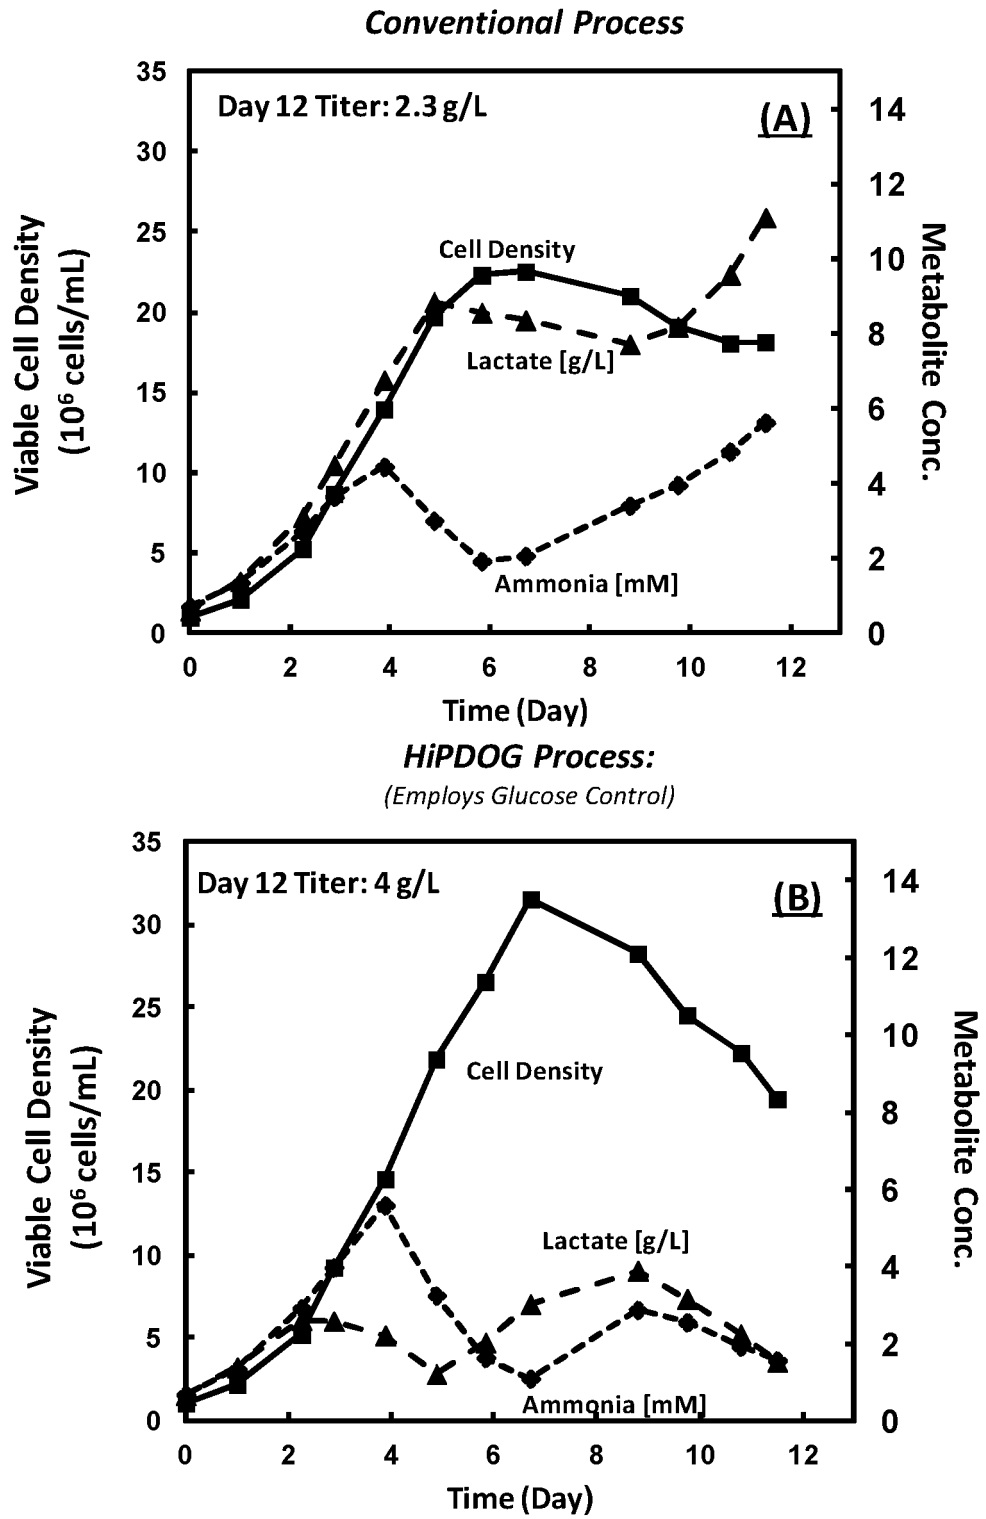 Conventional Process
Day 12 Titer: 2.3 g/L
(A)
35
30
25
20
15
10
5
0
Viable Cell Density
(10⁶ cells/mL)
Cell Density
Lactate [g/L]
Ammonia [mM]
14
12
10
8
6
4
2
0
Metabolite Conc.
0 2 4 6 8 10 12
Time (Day)
HiPDOG Process:
(Employs Glucose Control)
Day 12 Titer: 4 g/L
(B)
35
30
25
20
15
10
5
0
Viable Cell Density
(10⁶ cells/mL)
Cell Density
Lactate [g/L]
Ammonia [mM]
14
12
10
8
6
4
2
0
Metabolite Conc.
0 2 4 6 8 10 12
Time (Day)